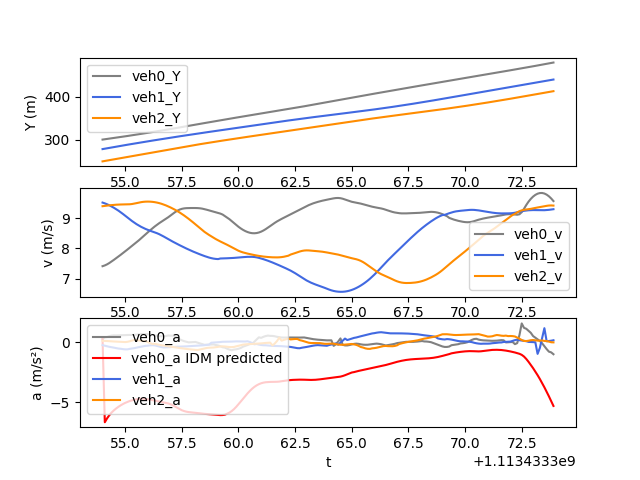 Y (m)
400
300
veh0_Y
veh1_Y
veh2_Y
55.0 57.5 60.0 62.5 65.0 67.5 70.0 72.5
v (m/s)
9
8
7
veh0_v
veh1_v
veh2_v
55.0 57.5 60.0 62.5 65.0 67.5 70.0 72.5
a (m/s²)
0
−5
veh0_a
veh0_a IDM predicted
veh1_a
veh2_a
55.0 57.5 60.0 62.5 65.0 67.5 70.0 72.5
t
+1.1134333e9